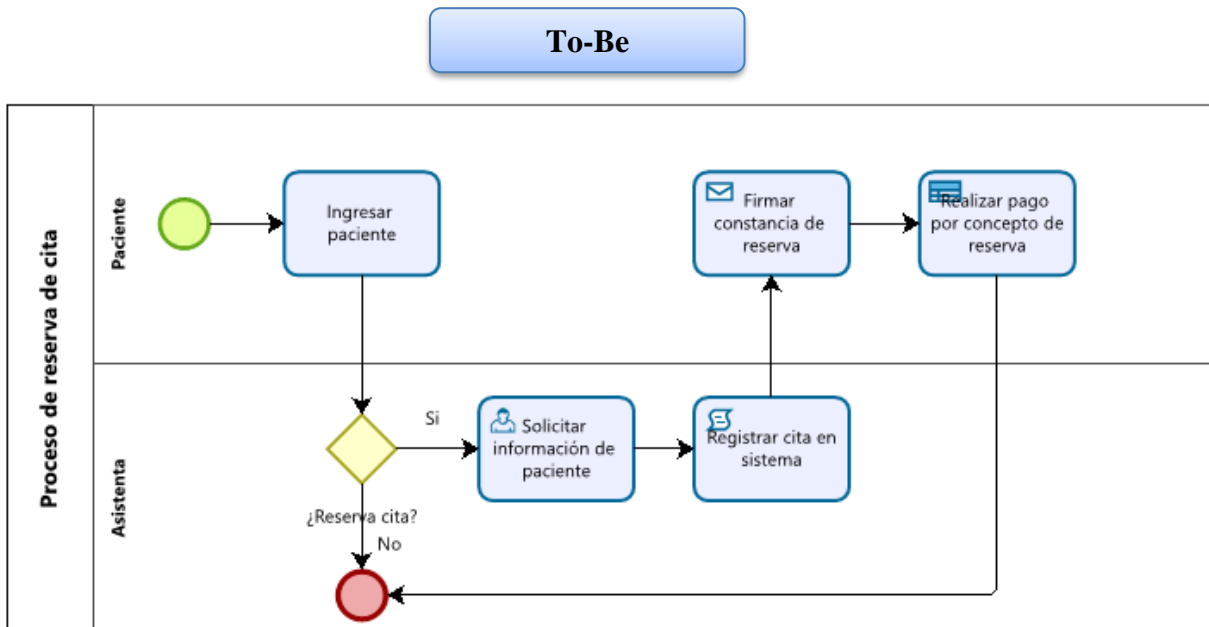 To-Be
Proceso de reserva de cita
Paciente
Ingresar
paciente
Firmar
constancia de
reserva
Realizar pago
por concepto de
reserva
Asistenta
Si
Solicitar
información de
paciente
Registrar cita en
sistema
¿Reserva cita?
No